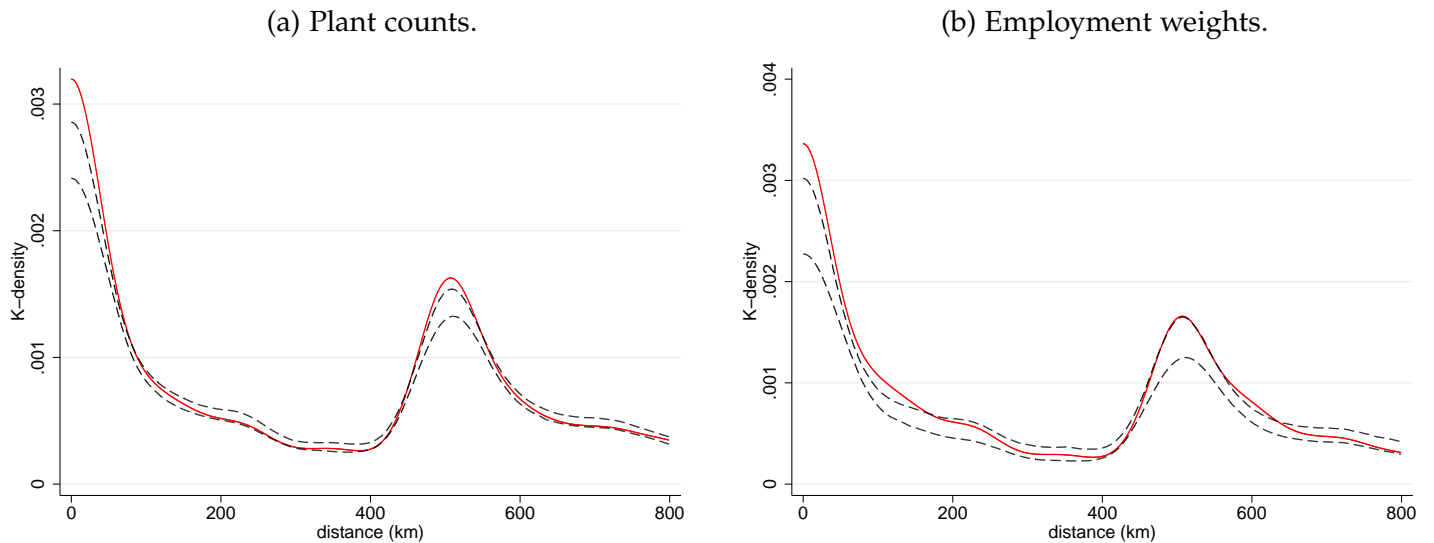 (a) Plant counts.
K−density
.003
.002
.001
0
0 200 400 600 800
distance (km)
(b) Employment weights.
K−density
.004
.003
.002
.001
0
0 200 400 600 800
distance (km)